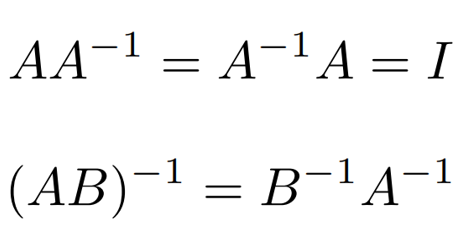 AA⁻¹ = A⁻¹A = I
(AB)⁻¹ = B⁻¹A⁻¹